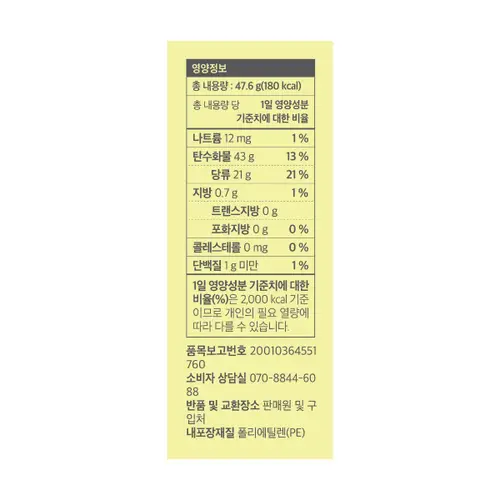 영양정보
총 내용량 : 47.6 g(180 kcal)
총 내용량 당 1일 영양성분
기준치에 대한 비율
나트륨 12 mg 1 %
탄수화물 43 g 13 %
당류 21 g 21 %
지방 0.7 g 1 %
트랜스지방 0 g
포화지방 0 g 0 %
콜레스테롤 0 mg 0 %
단백질 1 g 미만 1 %
1일 영양성분 기준치에 대한
비율(%)은 2,000 kcal 기준
이므로 개인의 필요 열량에
따라 다를 수 있습니다.
품목보고번호 20010364551
760
소비자 상담실 070-8844-60
88
반품 및 교환장소 판매원 및 구
입처
내포장재질 폴리에틸렌(PE)